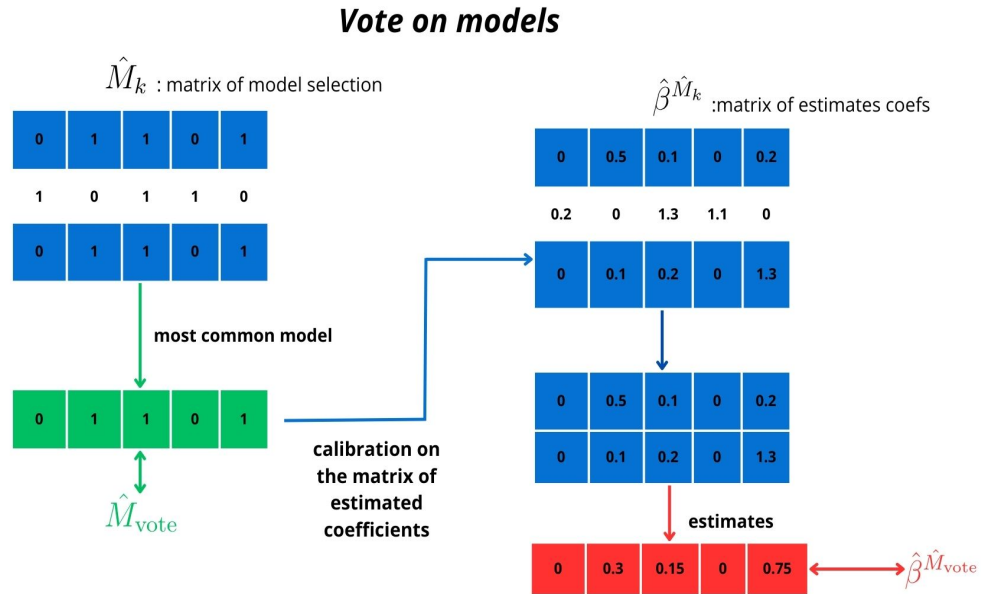 Vote on models
M̂_k : matrix of model selection
β̂^{M̂_k} :matrix of estimates coefs
0 1 1 0 1
1 0 1 1 0
0 1 1 0 1
0 0.5 0.1 0 0.2
0.2 0 1.3 1.1 0
0 0.1 0.2 0 1.3
most common model
0 1 1 0 1
M̂_vote
calibration on
the matrix of
estimated
coefficients
0 0.5 0.1 0 0.2
0 0.1 0.2 0 1.3
estimates
0 0.3 0.15 0 0.75
β̂^{M̂_vote}